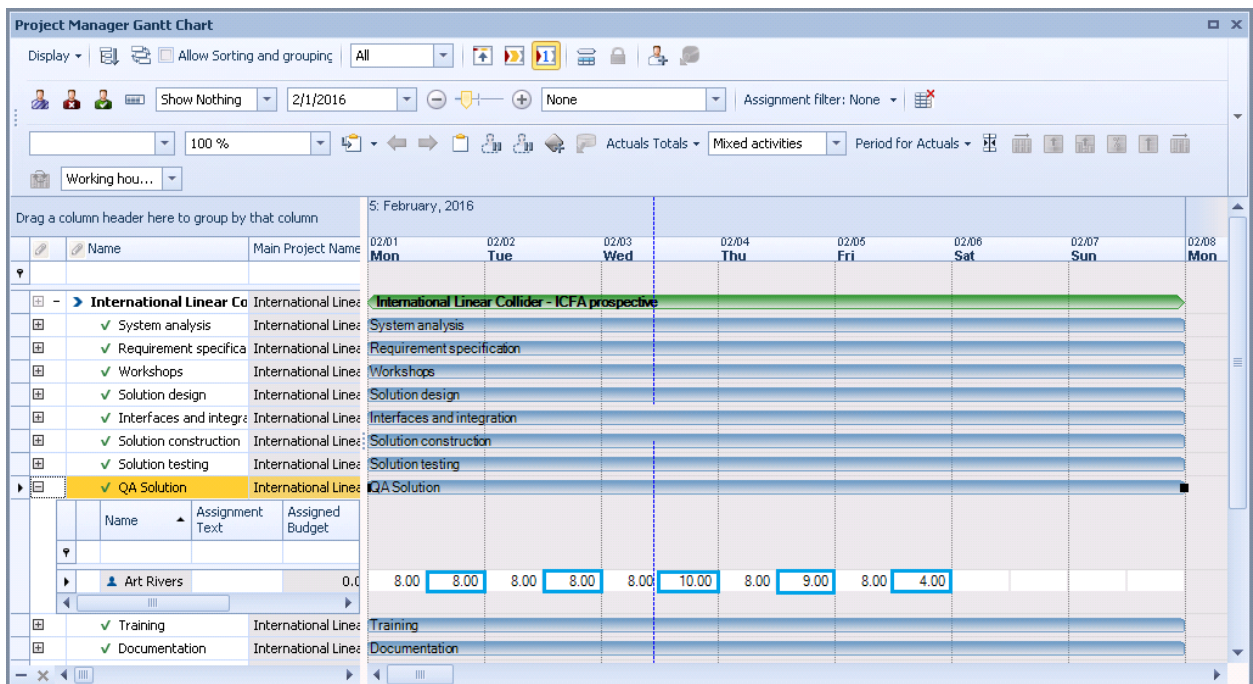 Project Manager Gantt Chart
Display Allow Sorting and grouping All
Show Nothing 2/1/2016 None Assignment filter: None
100 % Actuals Totals Mixed activities Period for Actuals
Working hou...
Drag a column header here to group by that column 5: February, 2016
Name Main Project Name 02/01 Mon 02/02 Tue 02/03 Wed 02/04 Thu 02/05 Fri 02/06 Sat 02/07 Sun 02/08 Mon
International Linear Co International Linea International Linear Collider - ICFA prospective
System analysis International Linea System analysis
Requirement specifica International Linea Requirement specification
Workshops International Linea Workshops
Solution design International Linea Solution design
Interfaces and integra International Linea Interfaces and integration
Solution construction International Linea Solution construction
Solution testing International Linea Solution testing
QA Solution International Linea QA Solution
Name Assignment Text Assigned Budget
Art Rivers 0.0 8.00 8.00 8.00 8.00 8.00 10.00 8.00 9.00 8.00 4.00
Training International Linea Training
Documentation International Linea Documentation